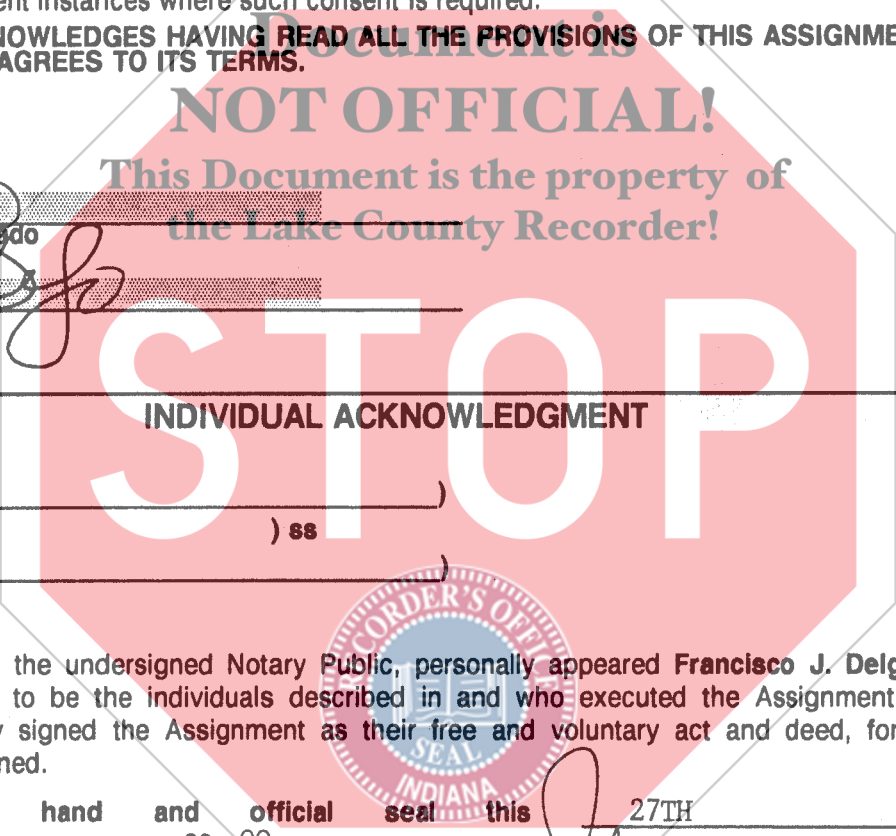 ent instances where such consent is required.
Document is
NOWLEDGES HAVING READ ALL THE PROVISIONS OF THIS ASSIGNME
AGREES TO ITS TERMS.
NOT OFFICIAL!
This Document is the property of
the Lake County Recorder!
ado
STOP
INDIVIDUAL ACKNOWLEDGMENT
)
) ss
)
RECORDER'S OFFICE
the undersigned Notary Public, personally appeared Francisco J. Delg
to be the individuals described in and who executed the Assignment
y signed the Assignment as their free and voluntary act and deed, for
ned.
SEAL
INDIANA
hand and official seal this 27TH